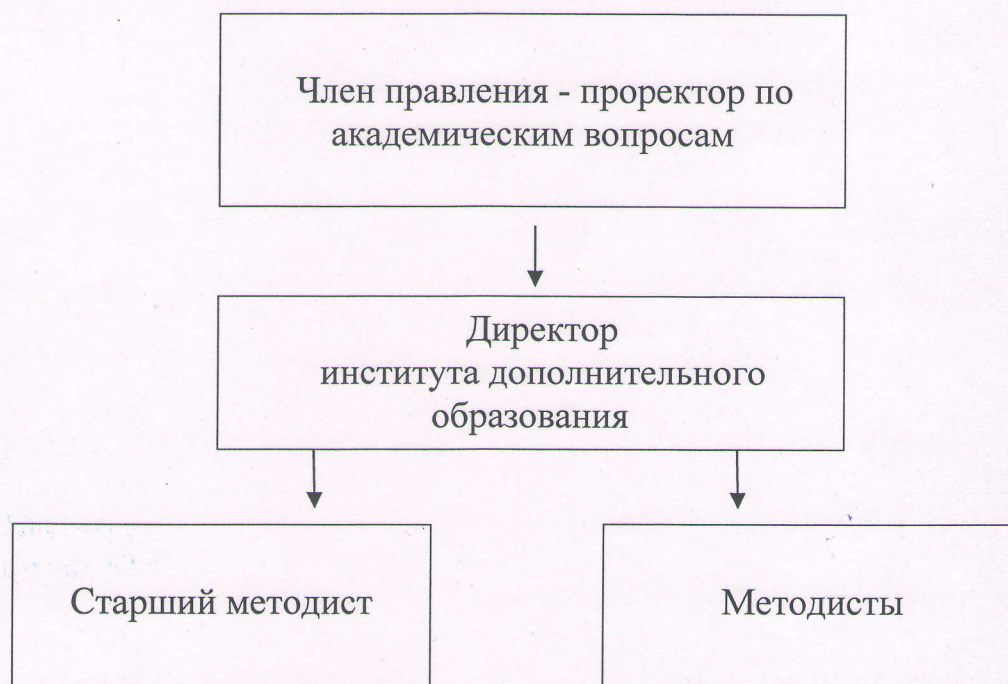 Член правления - проректор по
академическим вопросам
Директор
института дополнительного
образования
Старший методист
Методисты